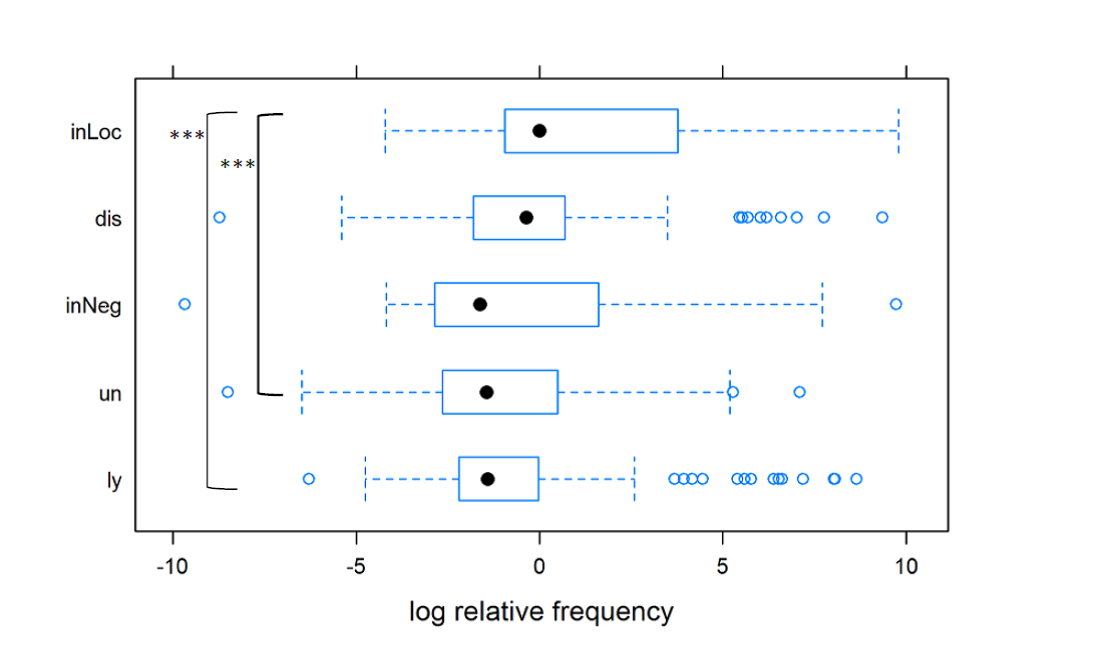 inLoc
***
***
dis
inNeg
un
ly
-10 -5 0 5 10
log relative frequency